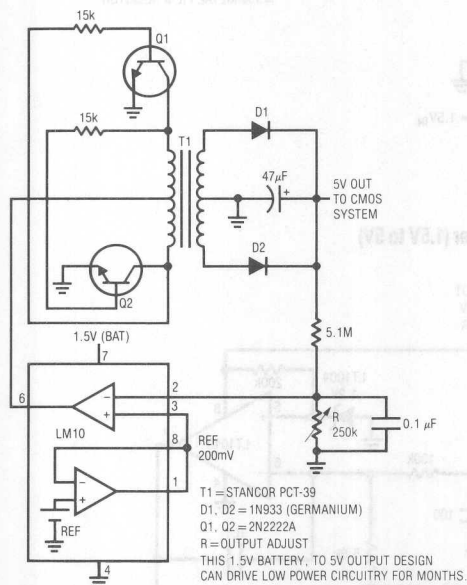 15k
Q1
15k
D1
T1
47µF
+
5V OUT
TO CMOS
SYSTEM
D2
Q2
1.5V (BAT)
7
5.1M
6
2
−
+
3
LM10
8
REF
200mV
R
250k
0.1 µF
−
+
1
REF
4
T1 = STANCOR PCT-39
D1, D2 = 1N933 (GERMANIUM)
Q1, Q2 = 2N2222A
R = OUTPUT ADJUST
THIS 1.5V BATTERY, TO 5V OUTPUT DESIGN
CAN DRIVE LOW POWER CIRCUITRY FOR MONTHS